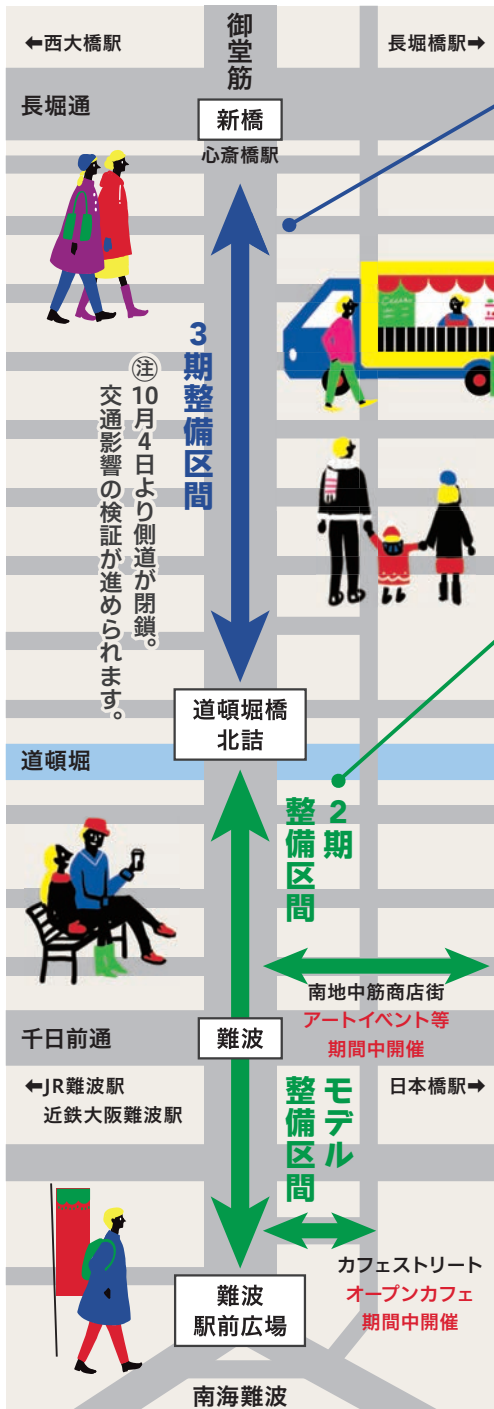 御堂筋
←西大橋駅
長堀橋駅→
長堀通
新橋
心斎橋駅
3期整備区間
注10月4日より側道が閉鎖。
交通影響の検証が進められます。
道頓堀橋
北詰
道頓堀
2期
整備区間
南地中筋商店街
アートイベント等
期間中開催
千日前通
難波
←JR難波駅
近鉄大阪難波駅
日本橋駅→
モデル
整備区間
カフェストリート
オープンカフェ
期間中開催
難波
駅前広場
南海難波